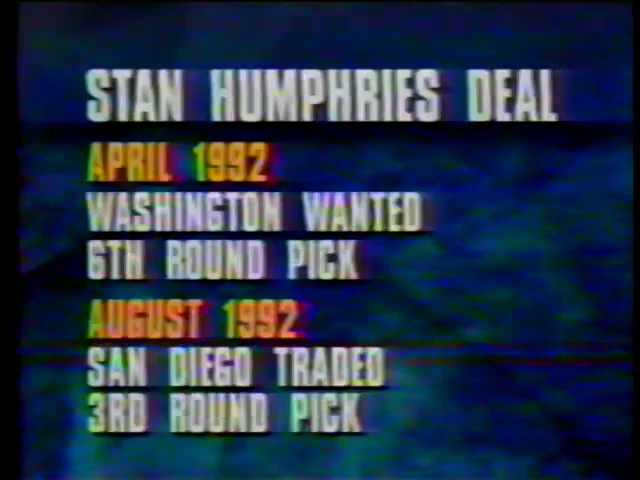 STAN HUMPHRIES DEAL
APRIL 1992
WASHINGTON WANTED
6TH ROUND PICK
AUGUST 1992
SAN DIEGO TRADED
3RD ROUND PICK